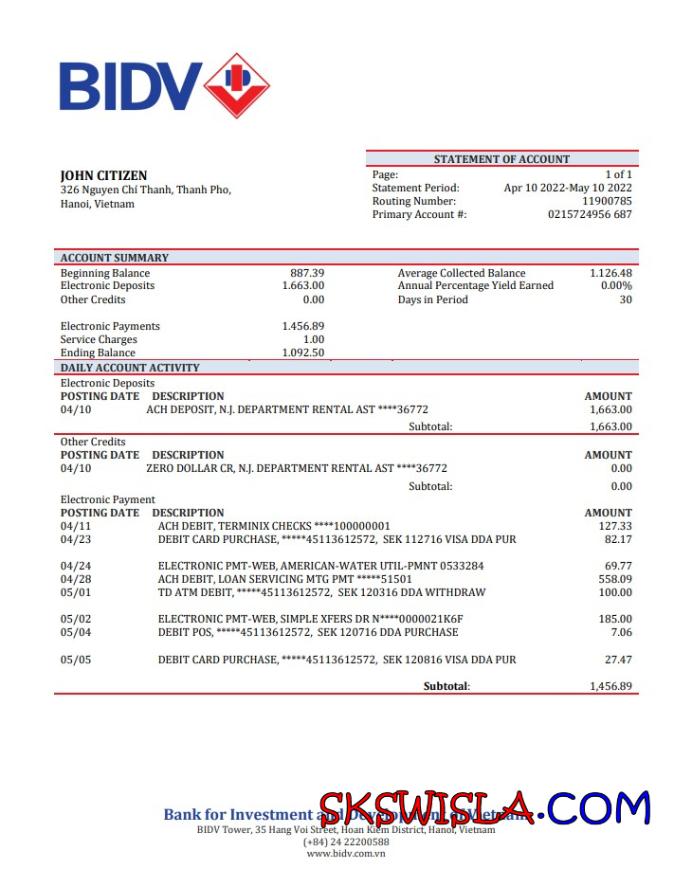 BIDV
STATEMENT OF ACCOUNT
JOHN CITIZEN
326 Nguyen Chí Thanh, Thanh Pho,
Hanoi, Vietnam
Page: 1 of 1
Statement Period: Apr 10 2022-May 10 2022
Routing Number: 11900785
Primary Account #: 0215724956 687
ACCOUNT SUMMARY
Beginning Balance 887.39 Average Collected Balance 1.126.48
Electronic Deposits 1.663.00 Annual Percentage Yield Earned 0.00%
Other Credits 0.00 Days in Period 30
Electronic Payments 1.456.89
Service Charges 1.00
Ending Balance 1.092.50
DAILY ACCOUNT ACTIVITY
Electronic Deposits
POSTING DATE DESCRIPTION AMOUNT
04/10 ACH DEPOSIT, N.J. DEPARTMENT RENTAL AST ****36772 1,663.00
Subtotal: 1,663.00
Other Credits
POSTING DATE DESCRIPTION AMOUNT
04/10 ZERO DOLLAR CR, N.J. DEPARTMENT RENTAL AST ****36772 0.00
Subtotal: 0.00
Electronic Payment
POSTING DATE DESCRIPTION AMOUNT
04/11 ACH DEBIT, TERMINIX CHECKS ****100000001 127.33
04/23 DEBIT CARD PURCHASE, *****45113612572, SEK 112716 VISA DDA PUR 82.17
04/24 ELECTRONIC PMT-WEB, AMERICAN-WATER UTIL-PMNT 0533284 69.77
04/28 ACH DEBIT, LOAN SERVICING MTG PMT *****51501 558.09
05/01 TD ATM DEBIT, *****45113612572, SEK 120316 DDA WITHDRAW 100.00
05/02 ELECTRONIC PMT-WEB, SIMPLE XFERS DR N****0000021K6F 185.00
05/04 DEBIT POS, *****45113612572, SEK 120716 DDA PURCHASE 7.06
05/05 DEBIT CARD PURCHASE, *****45113612572, SEK 120816 VISA DDA PUR 27.47
Subtotal: 1,456.89
SKSWISLA.COM
Bank for Investment and Development of Vietnam
BIDV Tower, 35 Hang Voi Street, Hoan Kiem District, Hanoi, Vietnam
(+84) 24 22200588
www.bidv.com.vn